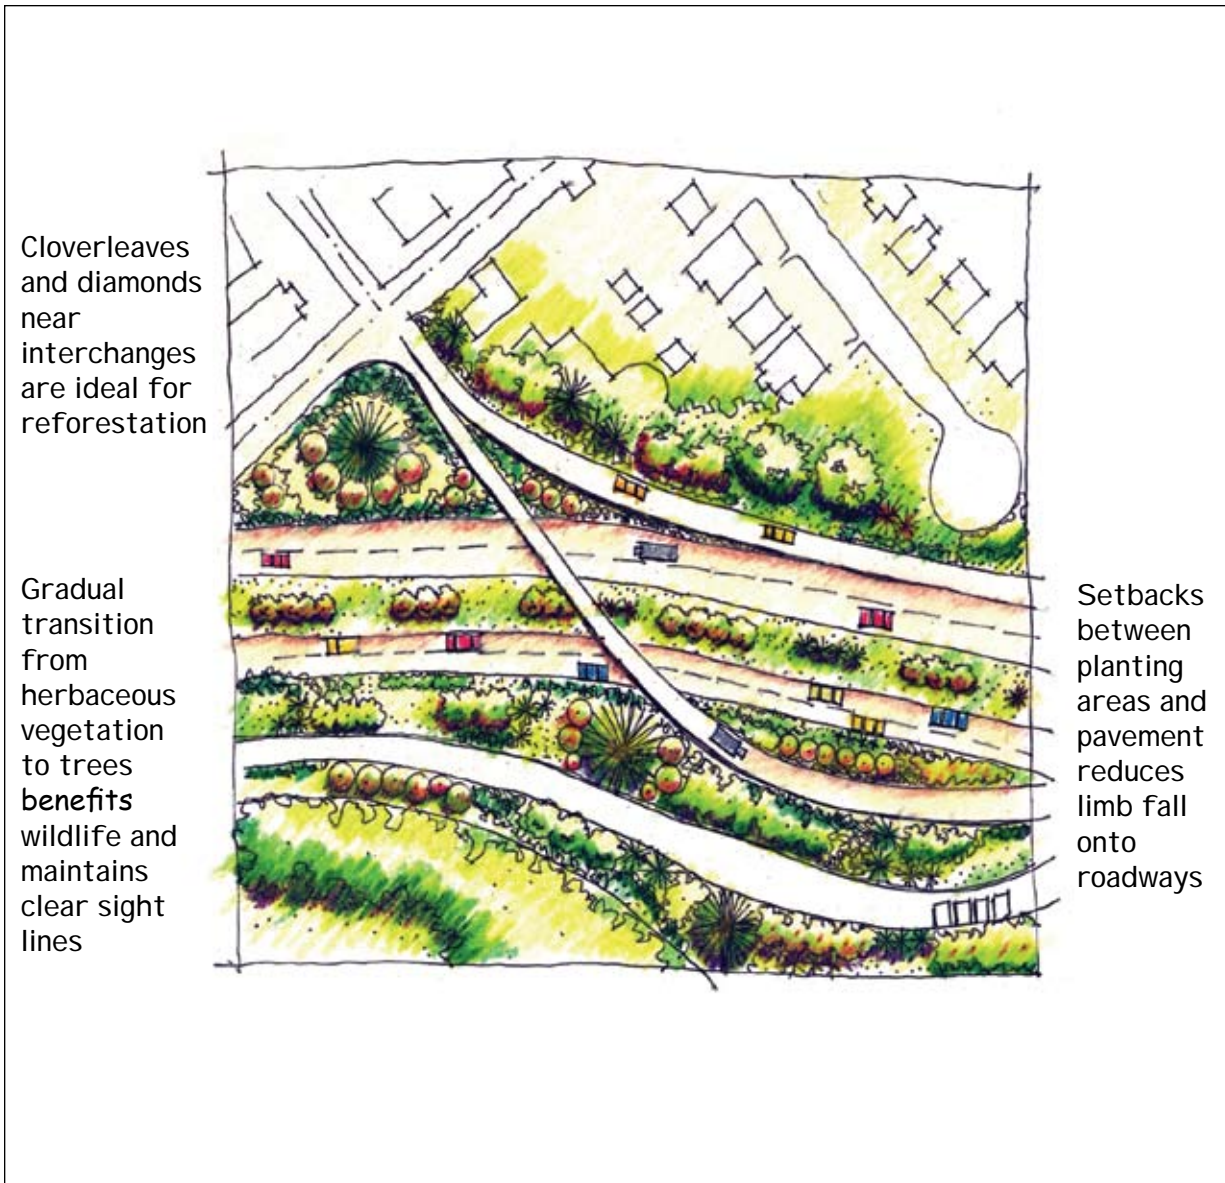 Cloverleaves
and diamonds
near
interchanges
are ideal for
reforestation
Gradual
transition
from
herbaceous
vegetation
to trees
benefits
wildlife and
maintains
clear sight
lines
Setbacks
between
planting
areas and
pavement
reduces
limb fall
onto
roadways